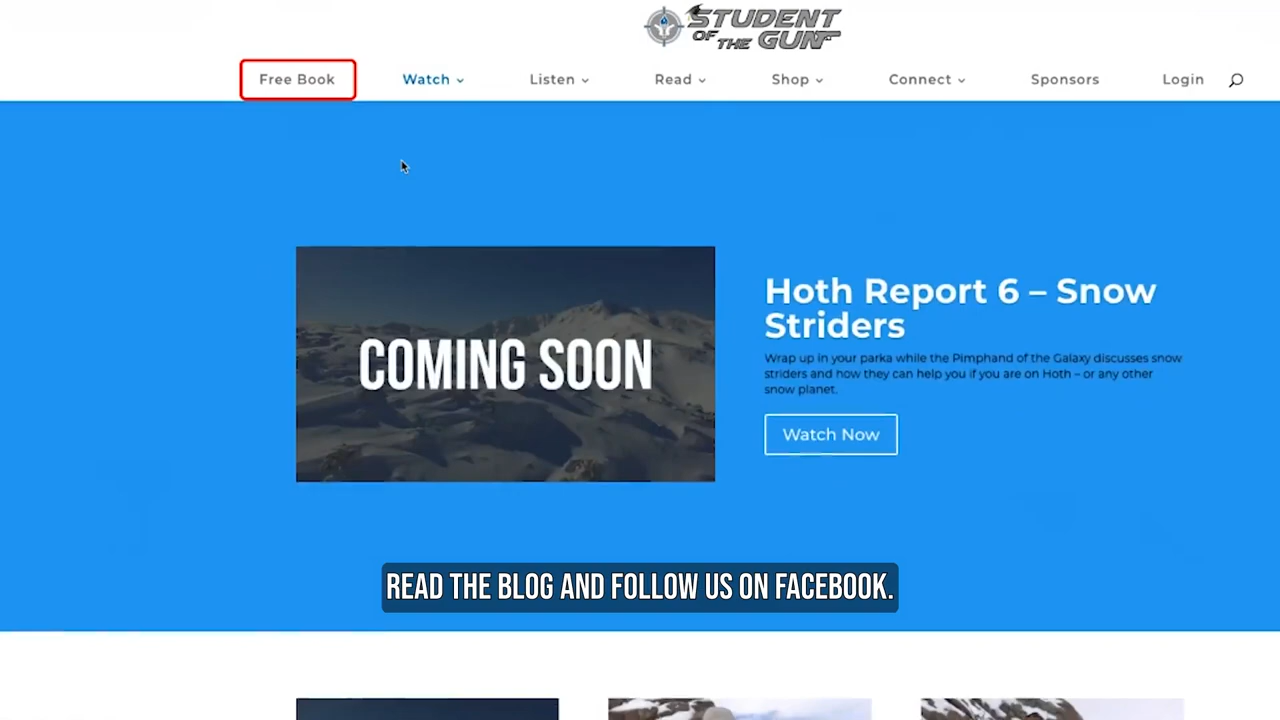 STUDENT
OF THE GUN
Free Book
Watch
Listen
Read
Shop
Connect
Sponsors
Login
COMING SOON
Hoth Report 6 – Snow
Striders
Wrap up in your parka while the Pimphand of the Galaxy discusses snow
striders and how they can help you if you are on Hoth – or any other
snow planet.
Watch Now
READ THE BLOG AND FOLLOW US ON FACEBOOK.